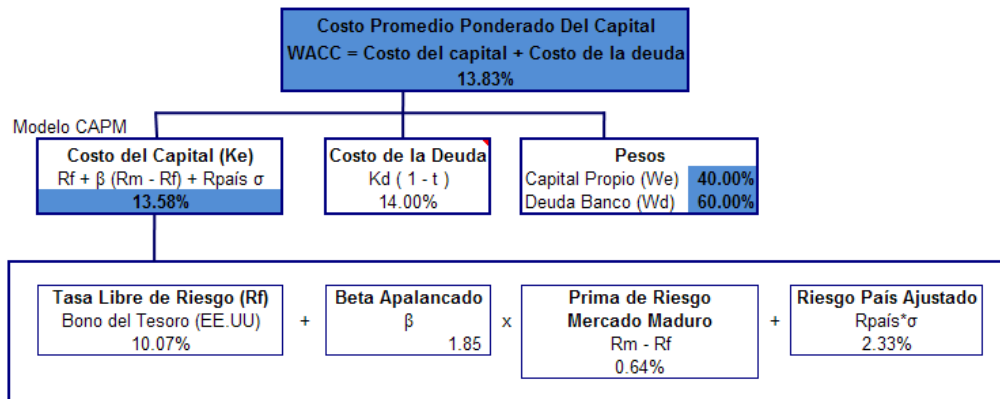 Costo Promedio Ponderado Del Capital
WACC = Costo del capital + Costo de la deuda
13.83%
Modelo CAPM
Costo del Capital (Ke)
Rf + β (Rm - Rf) + Rpaís σ
13.58%
Costo de la Deuda
Kd ( 1 - t )
14.00%
Pesos
Capital Propio (We) 40.00%
Deuda Banco (Wd) 60.00%
Tasa Libre de Riesgo (Rf)
Bono del Tesoro (EE.UU)
10.07%
+
Beta Apalancado
β
1.85
x
Prima de Riesgo
Mercado Maduro
Rm - Rf
0.64%
+
Riesgo País Ajustado
Rpaís*σ
2.33%